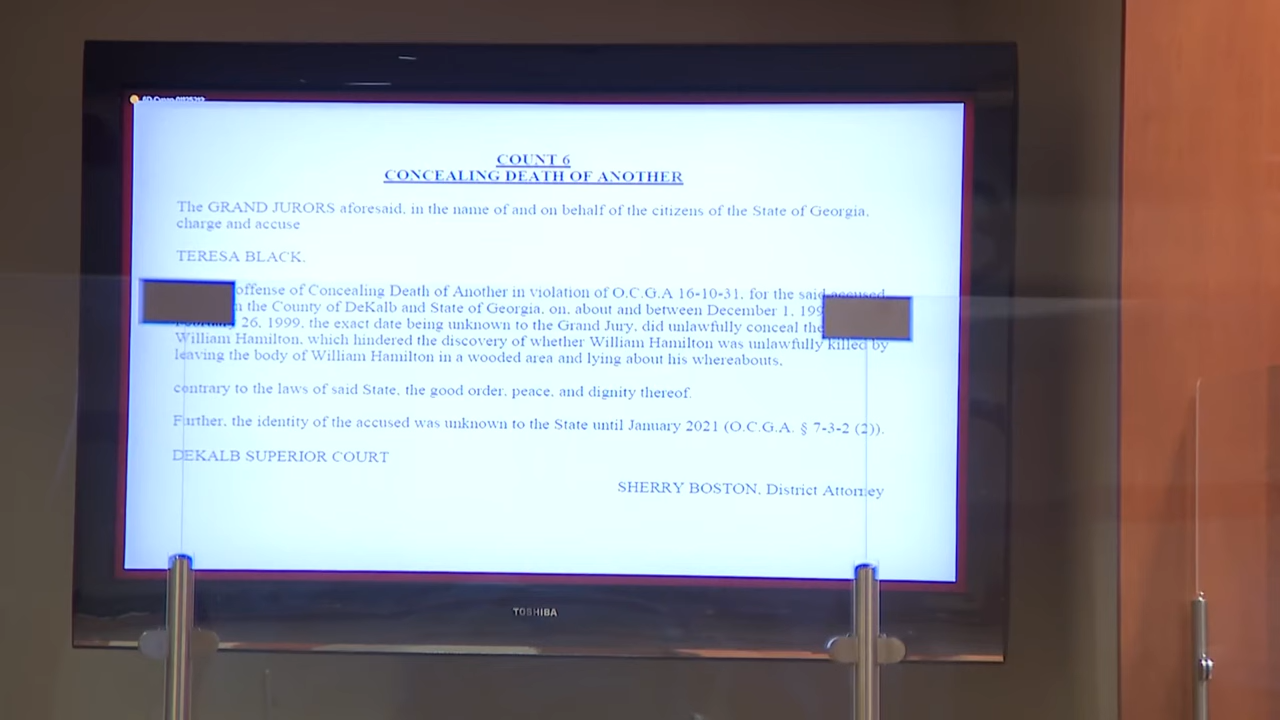 COUNT 6
CONCEALING DEATH OF ANOTHER
The GRAND JURORS aforesaid, in the name of and on behalf of the citizens of the State of Georgia,
charge and accuse
TERESA BLACK,
offense of Concealing Death of Another in violation of O.C.G.A 16-10-31, for the said accused
the County of DeKalb and State of Georgia, on, about and between December 1, 199
26, 1999, the exact date being unknown to the Grand Jury, did unlawfully conceal the
William Hamilton, which hindered the discovery of whether William Hamilton was unlawfully killed by
leaving the body of William Hamilton in a wooded area and lying about his whereabouts,
contrary to the laws of said State, the good order, peace, and dignity thereof.
Further, the identity of the accused was unknown to the State until January 2021 (O.C.G.A. § 7-3-2 (2)).
DEKALB SUPERIOR COURT
SHERRY BOSTON, District Attorney
TOSHIBA